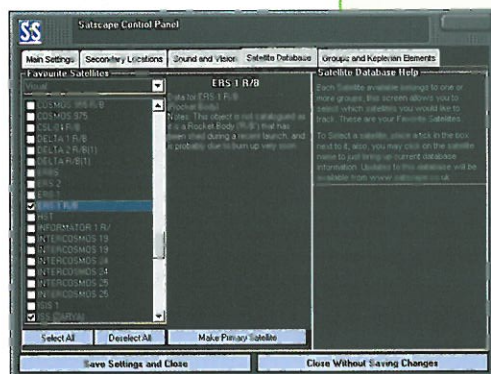 SS
Satscape Control Panel
Main Settings
Secondary Locations
Sound and Vision
Satellite Database
Groups and Keplerian Elements
Favourite Satellites
Visual
COSMOS 975
CSL-04 R/B
DELTA 1 R/B
DELTA 2 R/B(1)
DELTA R/B(1)
ERBS
ERS 2
ERS 1
ERS 1 R/B
HST
INFORMATOR 1 R/
INTERCOSMOS 19
INTERCOSMOS 19
INTERCOSMOS 24
INTERCOSMOS 24
INTERCOSMOS 25
INTERCOSMOS 25
ISIS 1
ISS (ZARYA)
Select All
Deselect All
ERS 1 R/B
Data for ERS 1 R/B
(Rocket Body)
Notes: This object is not catalogued as
it is a Rocket Body (R/B) that has
been shed during a recent launch, and
is probably due to burn up very soon.
Make Primary Satellite
Satellite Database Help
Each Satellite available belongs to one or
more groups, this screen allows you to
select which satellites you would like to
track. These are your Favorite Satellites.
To Select a satellite, place a tick in the box
next to it, also, you may click on the satellite
name to just bring up current database
information. Updates to this database will be
available from www.satscape.co.uk
Save Settings and Close
Close Without Saving Changes